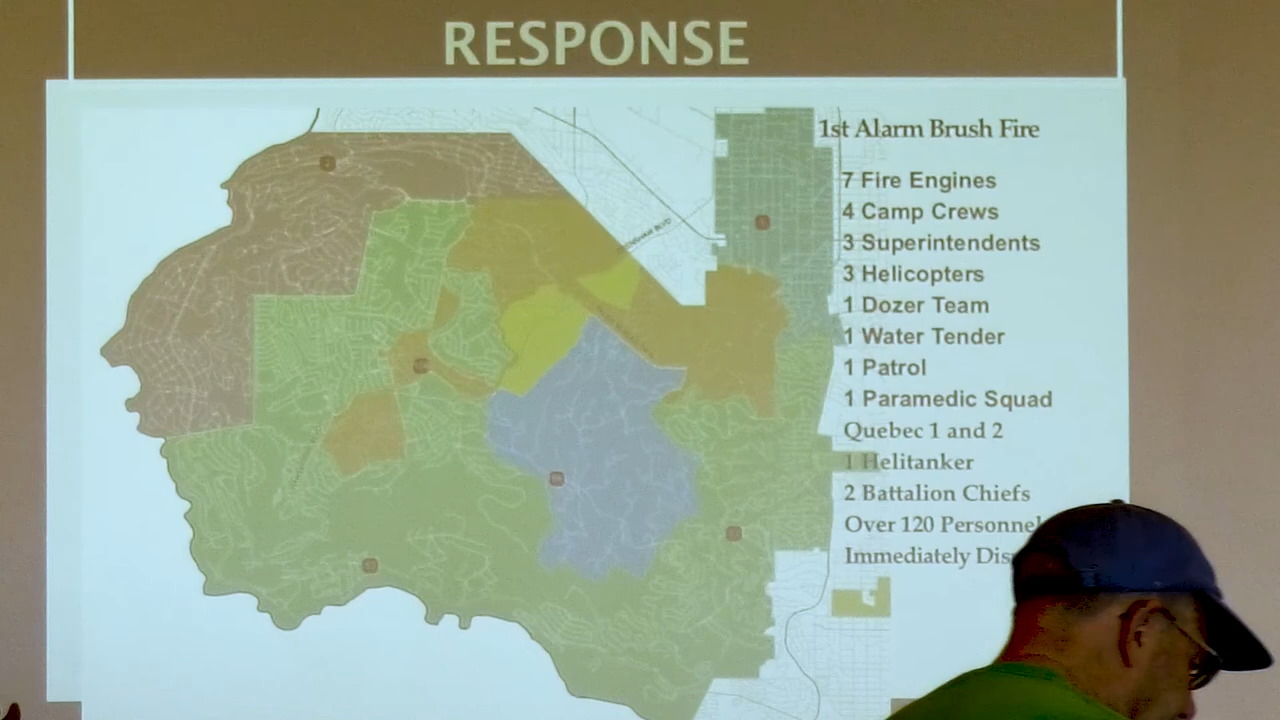 RESPONSE
1st Alarm Brush Fire
7 Fire Engines
4 Camp Crews
3 Superintendents
3 Helicopters
1 Dozer Team
1 Water Tender
1 Patrol
1 Paramedic Squad
Quebec 1 and 2
1 Helitanker
2 Battalion Chiefs
Over 120 Personnel
Immediately